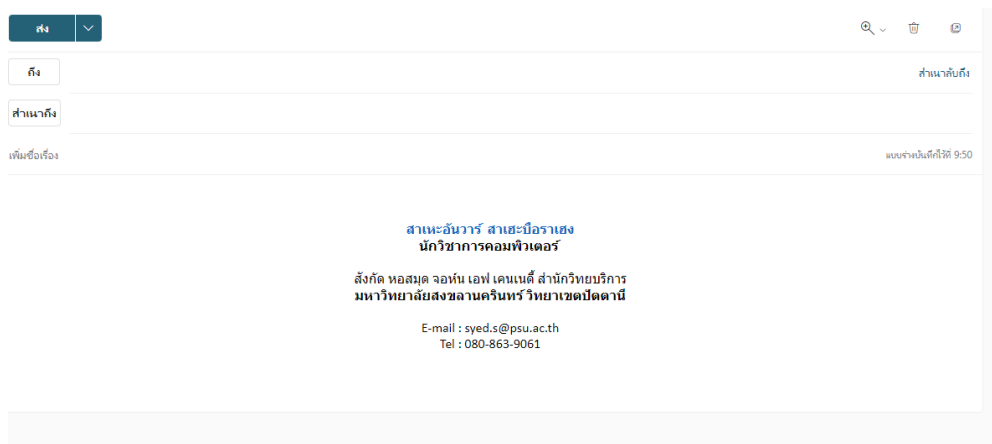 ส่ง
ถึง
สำเนาลับถึง
สำเนาถึง
เพิ่มชื่อเรื่อง
แบบร่างบันทึกไว้ที่ 9:50
สาเหะอันวาร์ สาเฮะบือราเฮง
นักวิชาการคอมพิวเตอร์
สังกัด หอสมุด จอห์น เอฟ เคนเนดี้ สำนักวิทยบริการ
มหาวิทยาลัยสงขลานครินทร์ วิทยาเขตปัตตานี
E-mail : syed.s@psu.ac.th
Tel : 080-863-9061